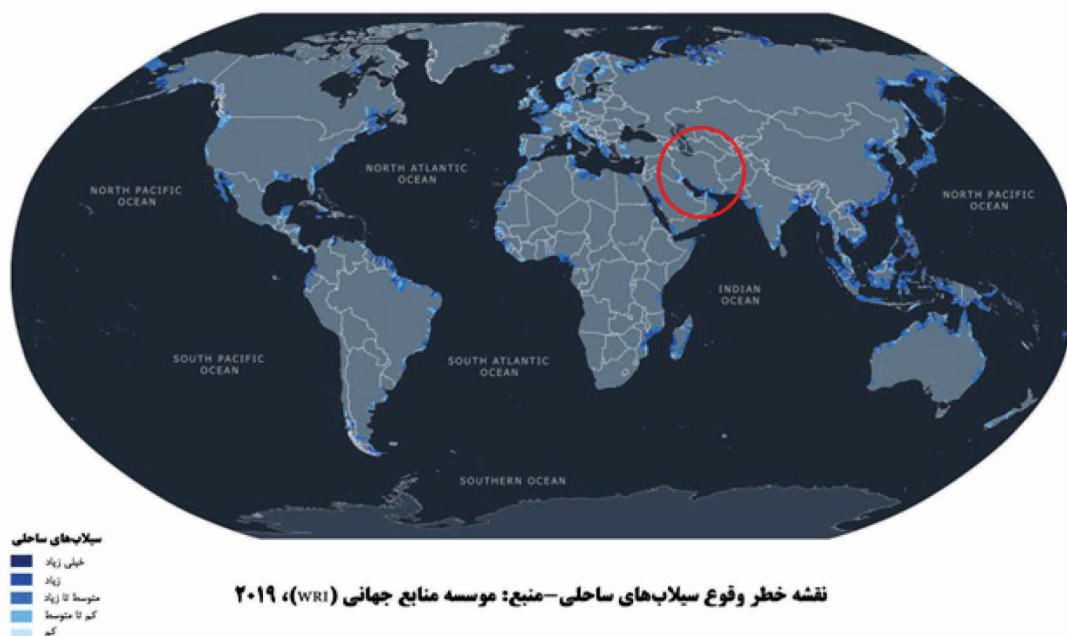 NORTH PACIFIC
OCEAN
NORTH ATLANTIC
OCEAN
NORTH PACIFIC
OCEAN
INDIAN
OCEAN
SOUTH PACIFIC
OCEAN
SOUTH ATLANTIC
OCEAN
SOUTHERN OCEAN
سیلاب‌های ساحلی
خیلی زیاد
زیاد
متوسط تا زیاد
کم تا متوسط
کم
نقشه خطر وقوع سیلاب‌های ساحلی-منبع: موسسه منابع جهانی (WRI)، ۲۰۱۹